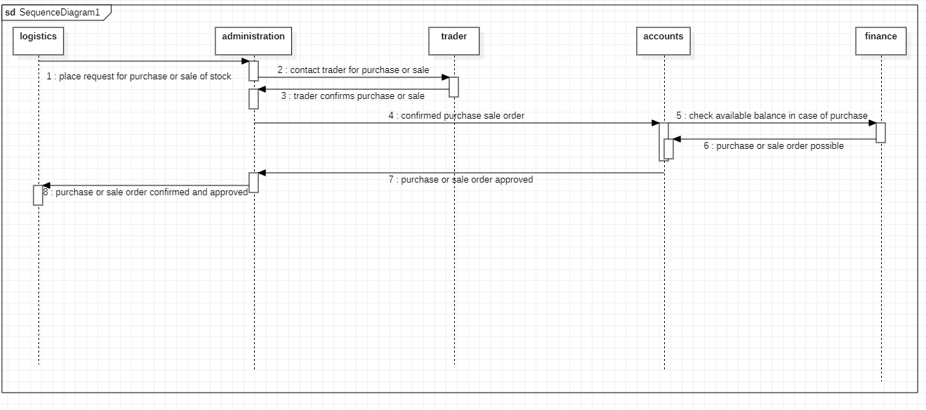 sd SequenceDiagram1
logistics
administration
trader
accounts
finance
1 : place request for purchase or sale of stock
2 : contact trader for purchase or sale
3 : trader confirms purchase or sale
4 : confirmed purchase sale order
5 : check available balance in case of purchase
6 : purchase or sale order possible
7 : purchase or sale order approved
8 : purchase or sale order confirmed and approved